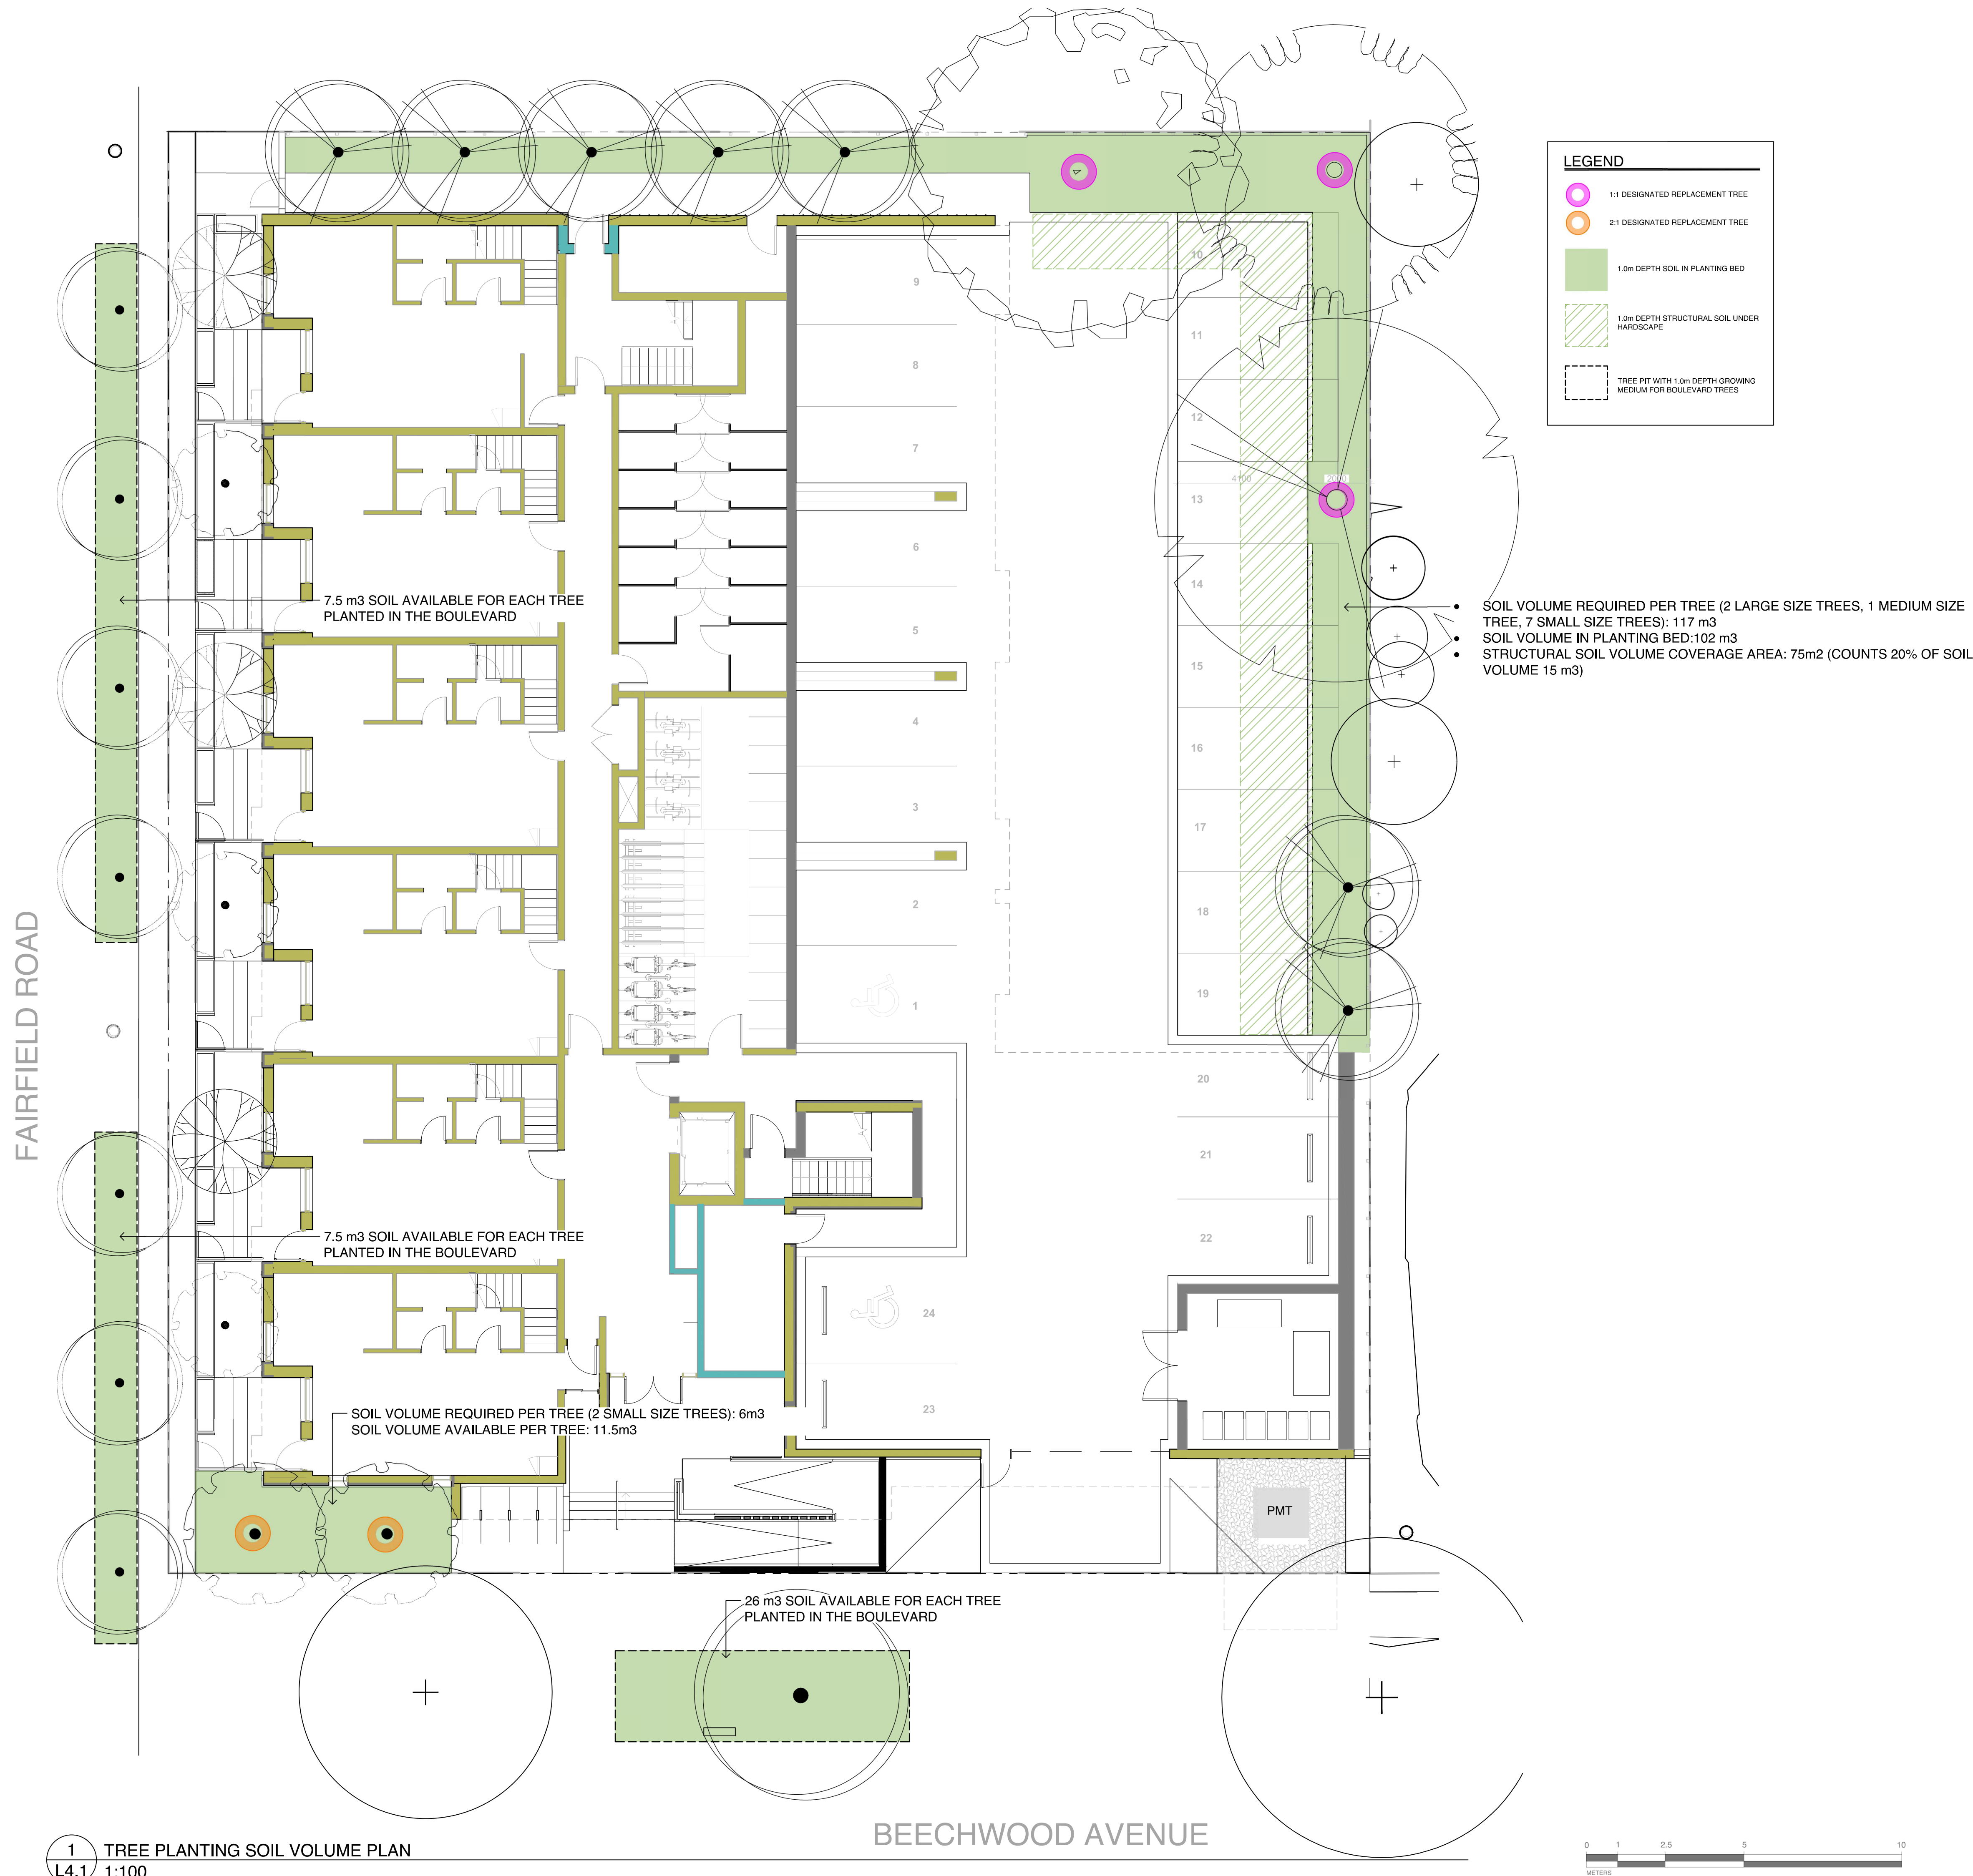 LEGEND
1:1 DESIGNATED REPLACEMENT TREE
2:1 DESIGNATED REPLACEMENT TREE
1.0m DEPTH SOIL IN PLANTING BED
1.0m DEPTH STRUCTURAL SOIL UNDER
HARDSCAPE
TREE PIT WITH 1.0m DEPTH GROWING
MEDIUM FOR BOULEVARD TREES
9
8
7
6
5
4
3
2
1
10
11
12
4100
13
14
15
16
17
18
19
20
21
22
24
23
7.5 m3 SOIL AVAILABLE FOR EACH TREE
PLANTED IN THE BOULEVARD
• SOIL VOLUME REQUIRED PER TREE (2 LARGE SIZE TREES, 1 MEDIUM SIZE
TREE, 7 SMALL SIZE TREES): 117 m3
• SOIL VOLUME IN PLANTING BED:102 m3
• STRUCTURAL SOIL VOLUME COVERAGE AREA: 75m2 (COUNTS 20% OF SOIL
VOLUME 15 m3)
FAIRFIELD ROAD
7.5 m3 SOIL AVAILABLE FOR EACH TREE
PLANTED IN THE BOULEVARD
SOIL VOLUME REQUIRED PER TREE (2 SMALL SIZE TREES): 6m3
SOIL VOLUME AVAILABLE PER TREE: 11.5m3
PMT
26 m3 SOIL AVAILABLE FOR EACH TREE
PLANTED IN THE BOULEVARD
BEECHWOOD AVENUE
1
L4.1
TREE PLANTING SOIL VOLUME PLAN
1:100
0 1 2.5 5 10
METERS